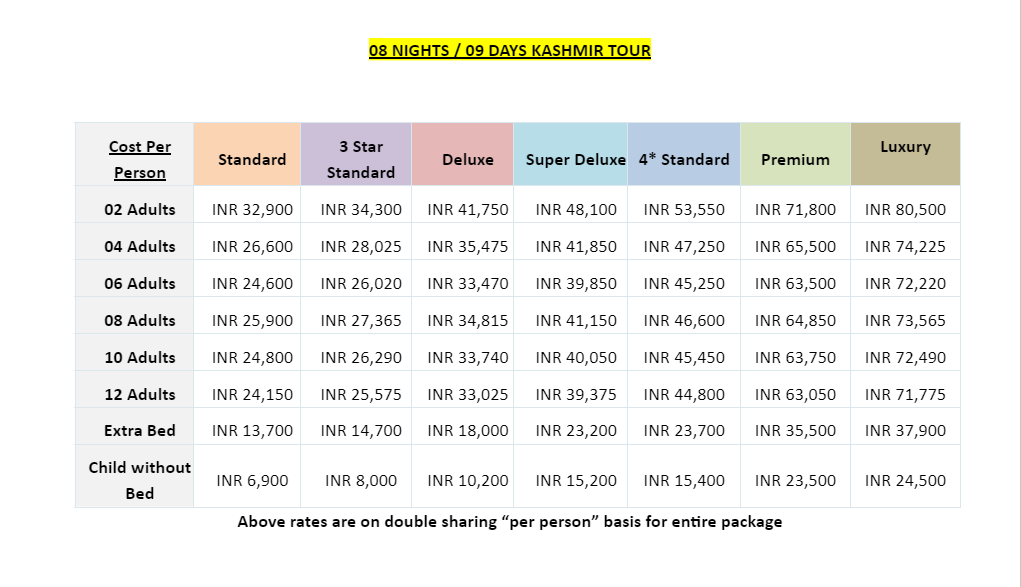 08 NIGHTS / 09 DAYS KASHMIR TOUR
Cost Per Person Standard 3 Star Standard Deluxe Super Deluxe 4* Standard Premium Luxury
02 Adults INR 32,900 INR 34,300 INR 41,750 INR 48,100 INR 53,550 INR 71,800 INR 80,500
04 Adults INR 26,600 INR 28,025 INR 35,475 INR 41,850 INR 47,250 INR 65,500 INR 74,225
06 Adults INR 24,600 INR 26,020 INR 33,470 INR 39,850 INR 45,250 INR 63,500 INR 72,220
08 Adults INR 25,900 INR 27,365 INR 34,815 INR 41,150 INR 46,600 INR 64,850 INR 73,565
10 Adults INR 24,800 INR 26,290 INR 33,740 INR 40,050 INR 45,450 INR 63,750 INR 72,490
12 Adults INR 24,150 INR 25,575 INR 33,025 INR 39,375 INR 44,800 INR 63,050 INR 71,775
Extra Bed INR 13,700 INR 14,700 INR 18,000 INR 23,200 INR 23,700 INR 35,500 INR 37,900
Child without Bed INR 6,900 INR 8,000 INR 10,200 INR 15,200 INR 15,400 INR 23,500 INR 24,500
Above rates are on double sharing “per person” basis for entire package